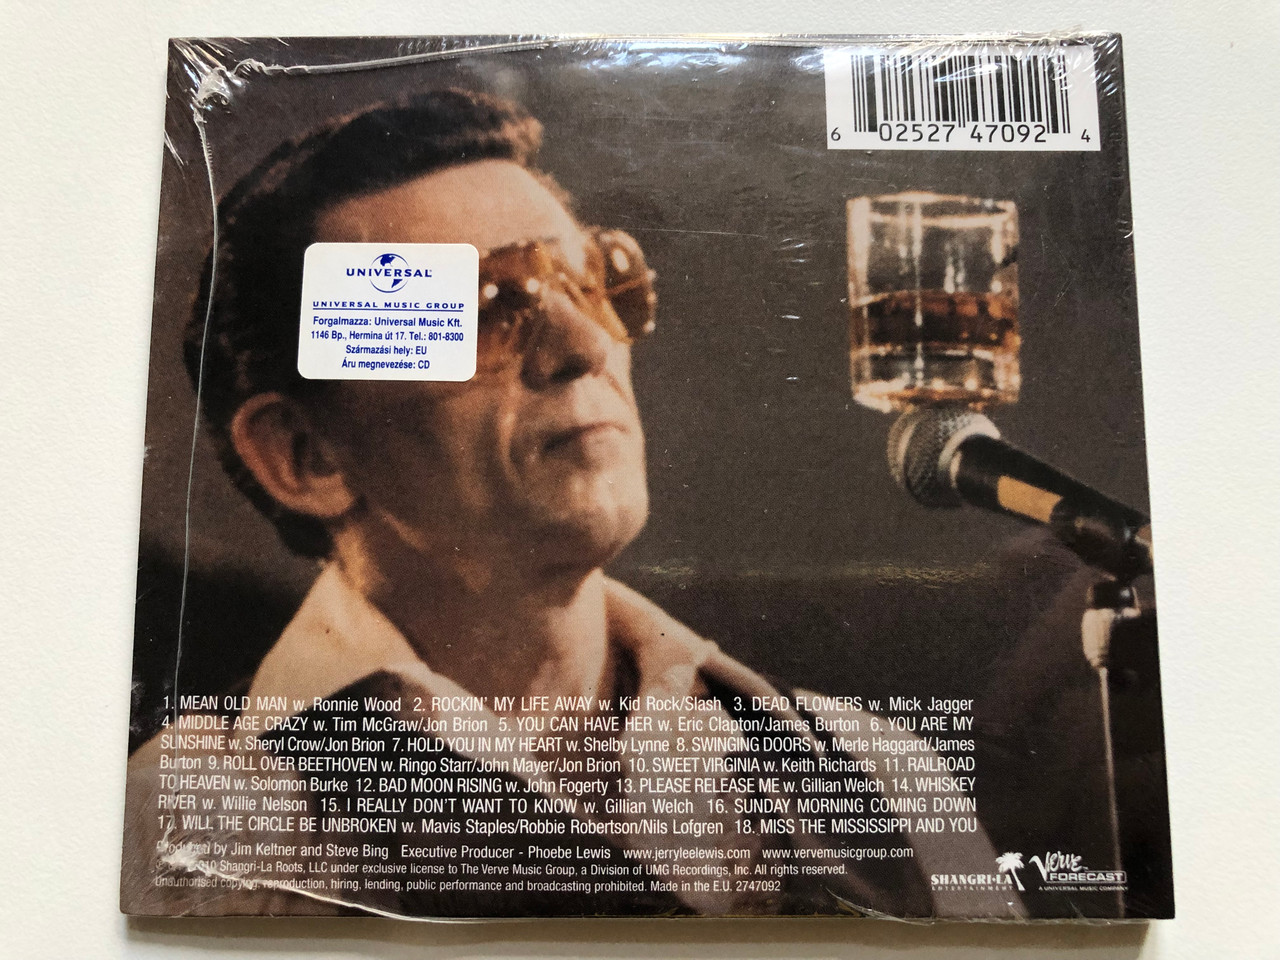 6 02527 47092 4
UNIVERSAL
UNIVERSAL MUSIC GROUP
Forgalmazza: Universal Music Kft.
1146 Bp., Hermina út 17. Tel.: 801-8300
Származási hely: EU
Áru megnevezése: CD
1. MEAN OLD MAN w. Ronnie Wood 2. ROCKIN' MY LIFE AWAY w. Kid Rock/Slash 3. DEAD FLOWERS w. Mick Jagger
4. MIDDLE AGE CRAZY w. Tim McGraw/Jon Brion 5. YOU CAN HAVE HER w. Eric Clapton/James Burton 6. YOU ARE MY
SUNSHINE w. Sheryl Crow/Jon Brion 7. HOLD YOU IN MY HEART w. Shelby Lynne 8. SWINGING DOORS w. Merle Haggard/James
Burton 9. ROLL OVER BEETHOVEN w. Ringo Starr/John Mayer/Jon Brion 10. SWEET VIRGINIA w. Keith Richards 11. RAILROAD
TO HEAVEN w. Solomon Burke 12. BAD MOON RISING w. John Fogerty 13. PLEASE RELEASE ME w. Gillian Welch 14. WHISKEY
RIVER w. Willie Nelson 15. I REALLY DON'T WANT TO KNOW w. Gillian Welch 16. SUNDAY MORNING COMING DOWN
17. WILL THE CIRCLE BE UNBROKEN w. Mavis Staples/Robbie Robertson/Nils Lofgren 18. MISS THE MISSISSIPPI AND YOU
Produced by Jim Keltner and Steve Bing Executive Producer - Phoebe Lewis www.jerryleelewis.com www.vervemusicgroup.com
2010 Shangri-La Roots, LLC under exclusive license to The Verve Music Group, a Division of UMG Recordings, Inc. All rights reserved.
Unauthorised copying, reproduction, hiring, lending, public performance and broadcasting prohibited. Made in the E.U. 2747092
SHANGRI-LA
ENTERTAINMENT
Verve
FORECAST
A UNIVERSAL MUSIC COMPANY